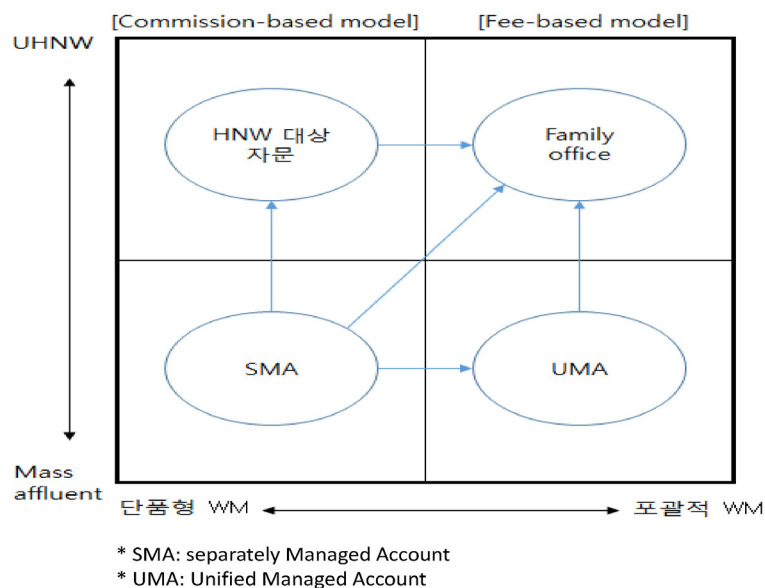 [Commission-based model] [Fee-based model]
UHNW
HNW 대상
자문
Family
office
SMA
UMA
Mass
affluent
단품형 WM
포괄적 WM
* SMA: separately Managed Account
* UMA: Unified Managed Account